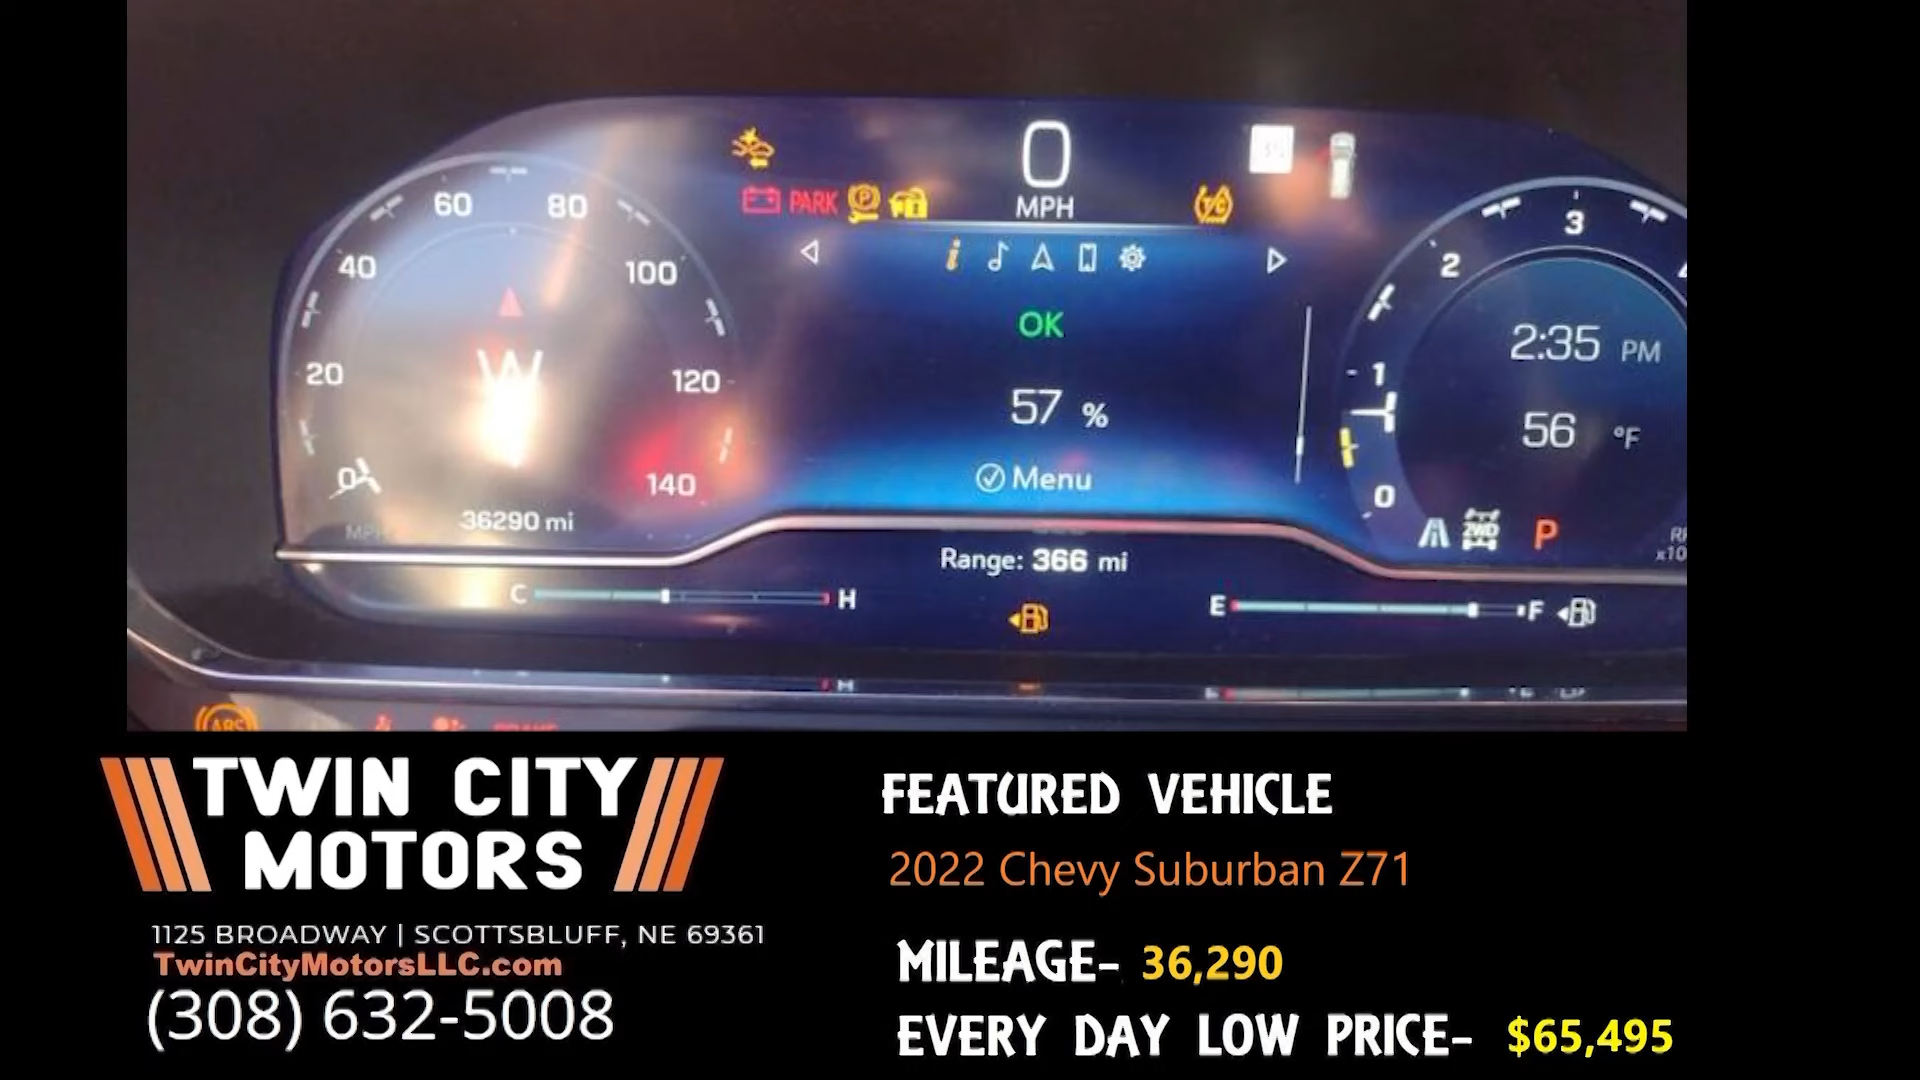 0
MPH
PARK
60
80
40
100
20
120
0
140
W
36290 mi
OK
57 %
Menu
Range: 366 mi
C
H
E
F
3
2
1
0
2:35 PM
56 °F
2WD
P
ABS
TWIN CITY
MOTORS
1125 BROADWAY | SCOTTSBLUFF, NE 69361
TwinCityMotorsLLC.com
(308) 632-5008
FEATURED VEHICLE
2022 Chevy Suburban Z71
MILEAGE- 36,290
EVERY DAY LOW PRICE- $65,495